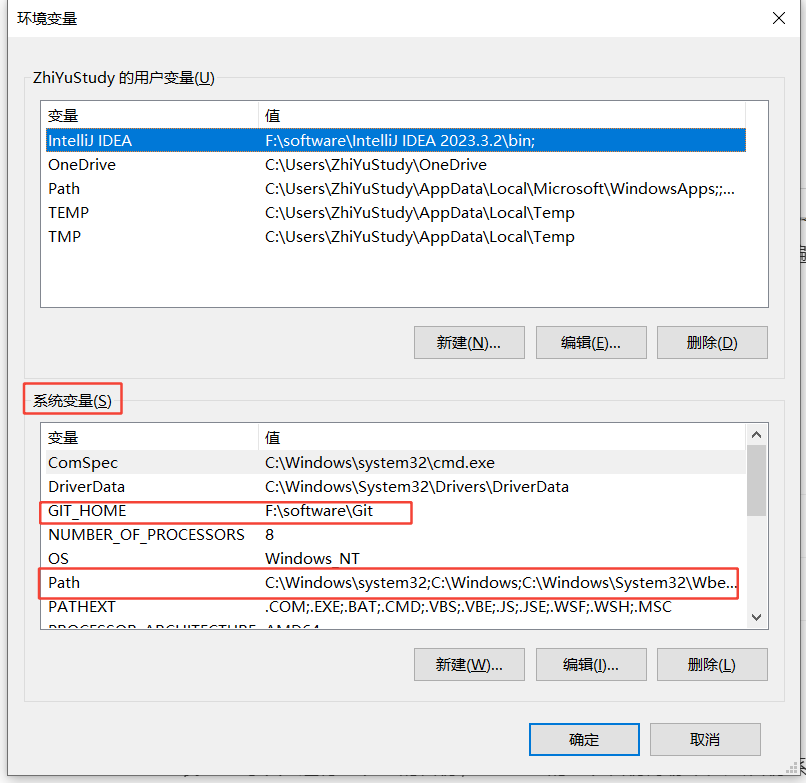 环境变量
ZhiYuStudy 的用户变量(U)
变量 值
IntelliJ IDEA F:\software\IntelliJ IDEA 2023.3.2\bin;
OneDrive C:\Users\ZhiYuStudy\OneDrive
Path C:\Users\ZhiYuStudy\AppData\Local\Microsoft\WindowsApps;;...
TEMP C:\Users\ZhiYuStudy\AppData\Local\Temp
TMP C:\Users\ZhiYuStudy\AppData\Local\Temp
新建(N)... 编辑(E)... 删除(D)
系统变量(S)
变量 值
ComSpec C:\Windows\system32\cmd.exe
DriverData C:\Windows\System32\Drivers\DriverData
GIT_HOME F:\software\Git
NUMBER_OF_PROCESSORS 8
OS Windows_NT
Path C:\Windows\system32;C:\Windows;C:\Windows\System32\Wbe...
PATHEXT .COM;.EXE;.BAT;.CMD;.VBS;.VBE;.JS;.JSE;.WSF;.WSH;.MSC
PROCESSOR_ARCHITECTURE AMD64
新建(W)... 编辑(I)... 删除(L)
确定 取消